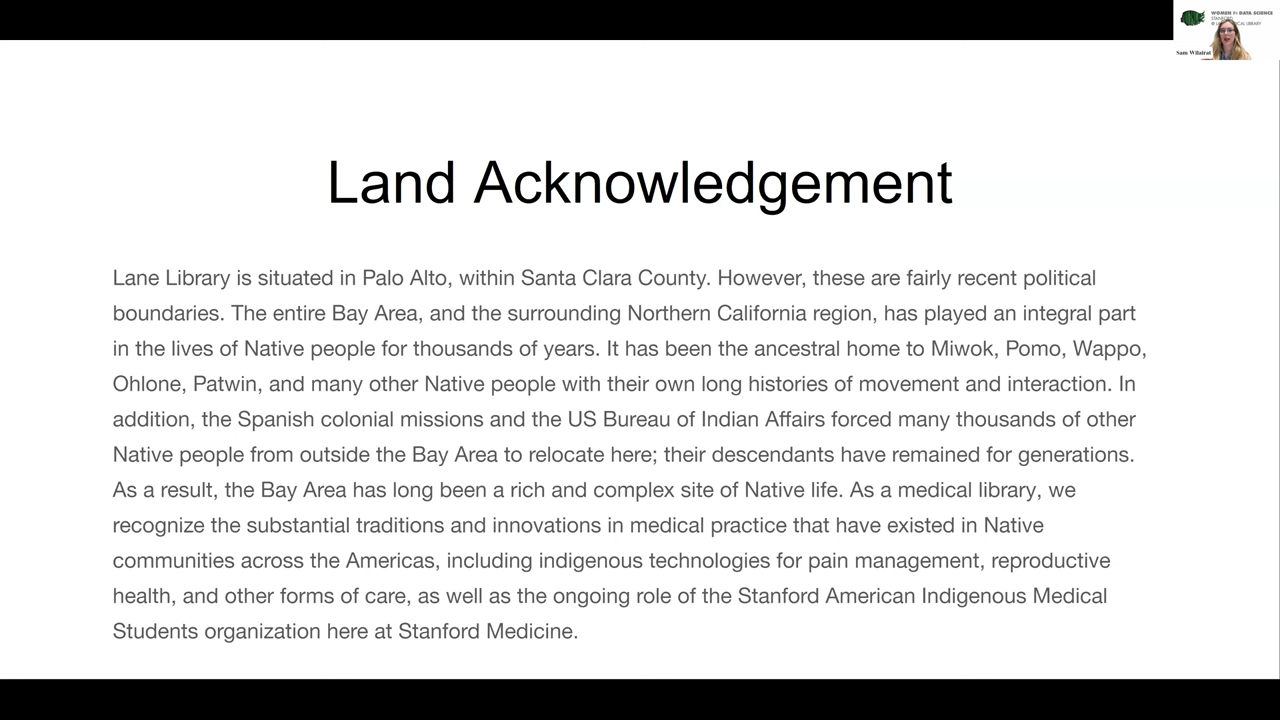 WOMEN IN DATA SCIENCE
Land Acknowledgement
Lane Library is situated in Palo Alto, within Santa Clara County. However, these are fairly recent political
boundaries. The entire Bay Area, and the surrounding Northern California region, has played an integral part
in the lives of Native people for thousands of years. It has been the ancestral home to Miwok, Pomo, Wappo,
Ohlone, Patwin, and many other Native people with their own long histories of movement and interaction. In
addition, the Spanish colonial missions and the US Bureau of Indian Affairs forced many thousands of other
Native people from outside the Bay Area to relocate here; their descendants have remained for generations.
As a result, the Bay Area has long been a rich and complex site of Native life. As a medical library, we
recognize the substantial traditions and innovations in medical practice that have existed in Native
communities across the Americas, including indigenous technologies for pain management, reproductive
health, and other forms of care, as well as the ongoing role of the Stanford American Indigenous Medical
Students organization here at Stanford Medicine.